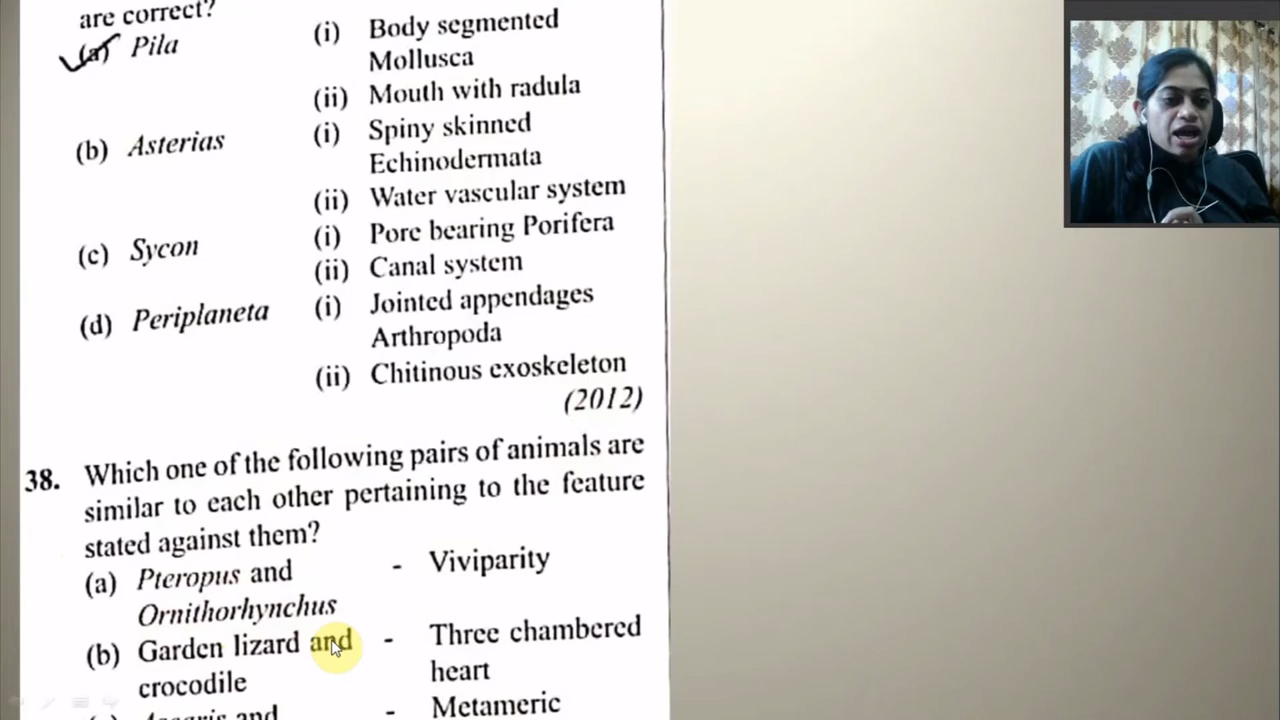 are correct?
(a) Pila (i) Body segmented
Mollusca
(ii) Mouth with radula
(b) Asterias (i) Spiny skinned
Echinodermata
(ii) Water vascular system
(c) Sycon (i) Pore bearing Porifera
(ii) Canal system
(d) Periplaneta (i) Jointed appendages
Arthropoda
(ii) Chitinous exoskeleton
(2012)
38. Which one of the following pairs of animals are
similar to each other pertaining to the feature
stated against them?
(a) Pteropus and - Viviparity
Ornithorhynchus
(b) Garden lizard and - Three chambered
crocodile heart
Ascaris and - Metameric